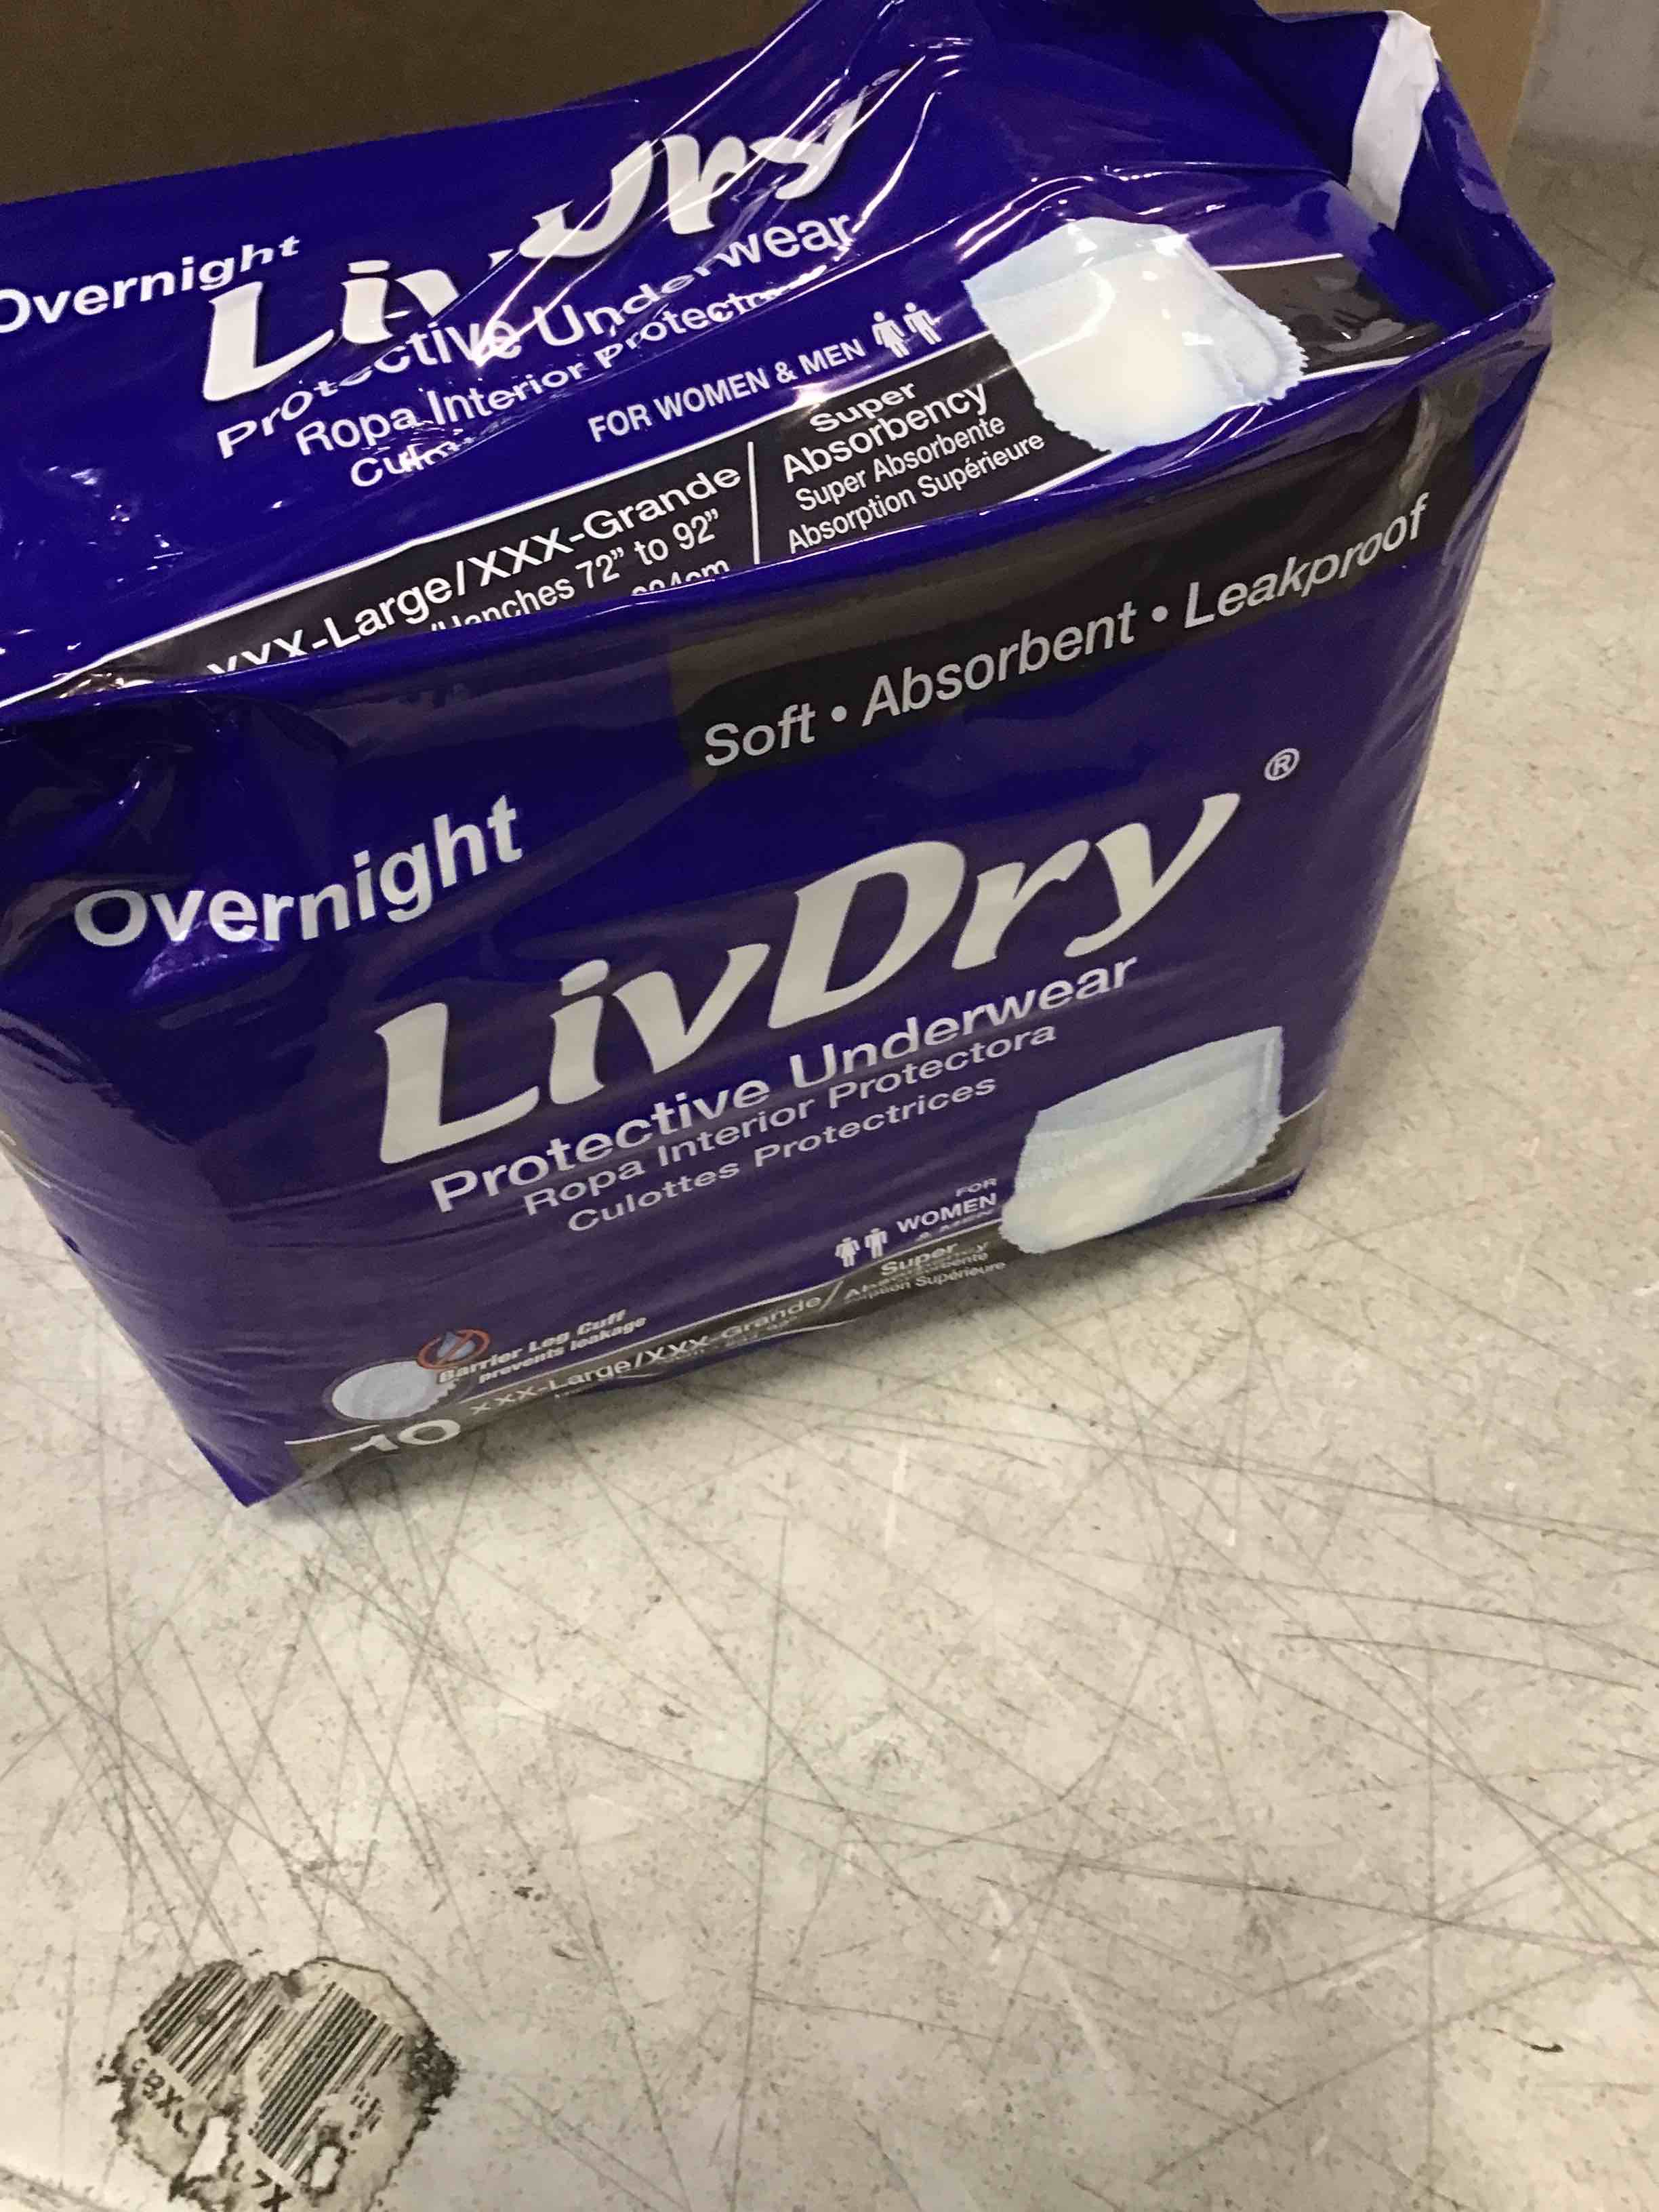 Overnight
LivDry
Protective Underwear
Ropa Interior
FOR WOMEN & MEN
XXX-Large/XXX-Grande
72" to 92"
Super
Absorbency
Super Absorbente
Absorption Supérieure
Soft • Absorbent • Leakproof
Overnight
LivDry®
Protective Underwear
Ropa Interior Protectora
Culottes Protectrices
FOR
WOMEN
& MEN
Super
Barrier Leg Cuff
prevents leakage
10
XXX-Large/XXX-Grande